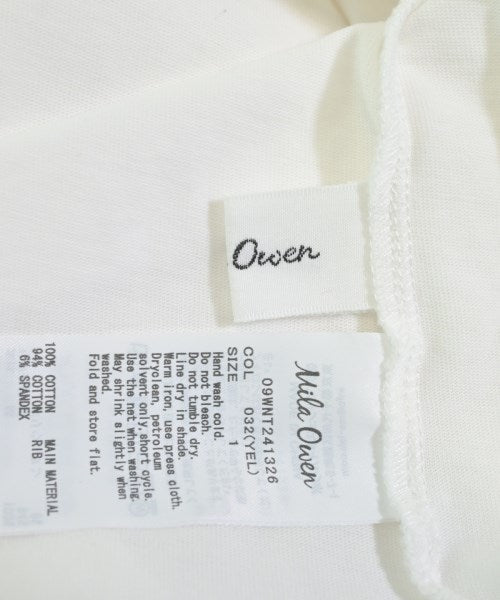 Owen
Mila Owen
09WNT241326
COL 032(YEL)
SIZE 1
Hand wash cold.
Do not bleach.
Do not tumble dry.
Line dry in shade.
Warm iron, use press cloth.
Dryclean, petroleum
solvent only, short cycle.
Use the net when washing.
May shrink slightly when
washed.
Fold and store flat.
100% COTTON MAIN MATERIAL
94% COTTON RIB
6% SPANDEX